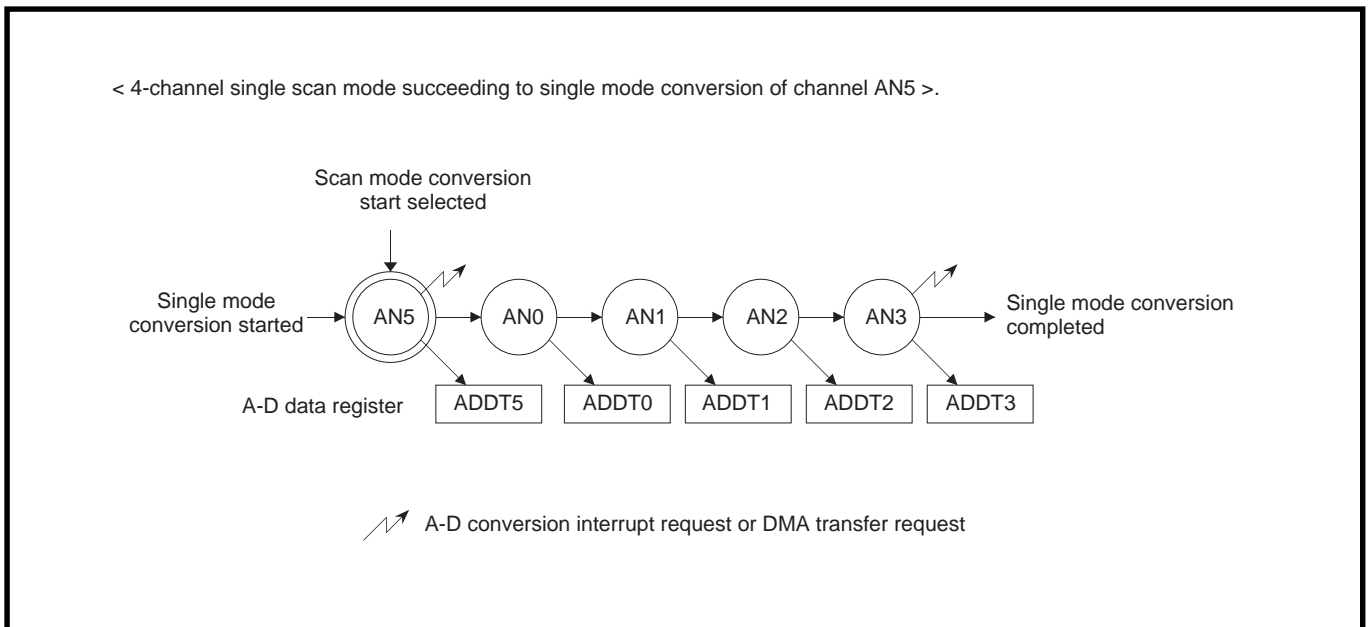 < 4-channel single scan mode succeeding to single mode conversion of channel AN5 >.
Scan mode conversion
start selected
Single mode
conversion started
AN5
AN0
AN1
AN2
AN3
Single mode conversion
completed
A-D data register
ADDT5
ADDT0
ADDT1
ADDT2
ADDT3
A-D conversion interrupt request or DMA transfer request